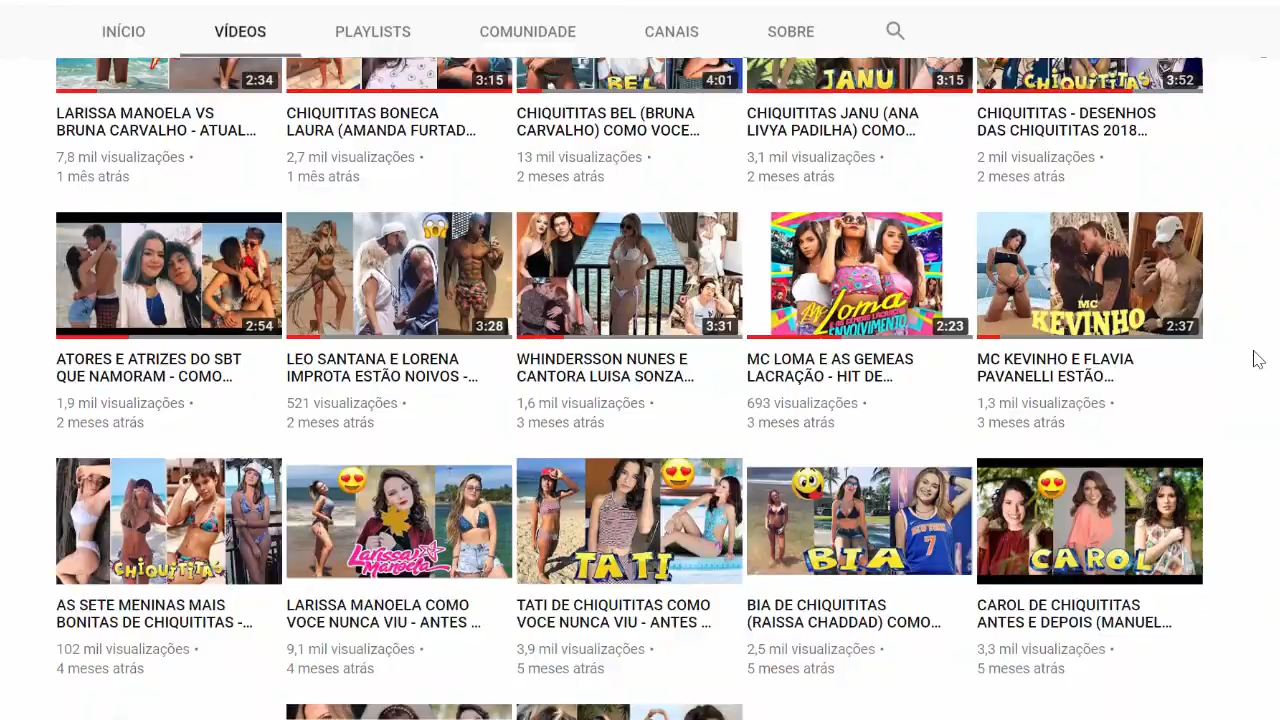 INÍCIO VÍDEOS PLAYLISTS COMUNIDADE CANAIS SOBRE
2:34 3:15 BEL 4:01 JANU 3:15 CHIQUITITAS 3:52
LARISSA MANOELA VS
BRUNA CARVALHO - ATUAL...
7,8 mil visualizações •
1 mês atrás
CHIQUITITAS BONECA
LAURA (AMANDA FURTAD...
2,7 mil visualizações •
1 mês atrás
CHIQUITITAS BEL (BRUNA
CARVALHO) COMO VOCE...
13 mil visualizações •
2 meses atrás
CHIQUITITAS JANU (ANA
LIVYA PADILHA) COMO...
3,1 mil visualizações •
2 meses atrás
CHIQUITITAS - DESENHOS
DAS CHIQUITITAS 2018...
2 mil visualizações •
2 meses atrás
2:54
ATORES E ATRIZES DO SBT
QUE NAMORAM - COMO...
1,9 mil visualizações •
2 meses atrás
3:28
LEO SANTANA E LORENA
IMPROTA ESTÃO NOIVOS -...
521 visualizações •
2 meses atrás
3:31
WHINDERSSON NUNES E
CANTORA LUISA SONZA...
1,6 mil visualizações •
3 meses atrás
Mc Loma
E AS GEMEAS LACRAÇÃO
ENVOLVIMENTO
2:23
MC LOMA E AS GEMEAS
LACRAÇÃO - HIT DE...
693 visualizações •
3 meses atrás
MC
KEVINHO
2:37
MC KEVINHO E FLAVIA
PAVANELLI ESTÃO...
1,3 mil visualizações •
3 meses atrás
CHIQUITITAS
AS SETE MENINAS MAIS
BONITAS DE CHIQUITITAS -...
102 mil visualizações •
4 meses atrás
Larissa
Manoela
LARISSA MANOELA COMO
VOCE NUNCA VIU - ANTES ...
9,1 mil visualizações •
4 meses atrás
TATI
TATI DE CHIQUITITAS COMO
VOCE NUNCA VIU - ANTES ...
3,9 mil visualizações •
5 meses atrás
NEW YORK
7
BIA
BIA DE CHIQUITITAS
(RAISSA CHADDAD) COMO...
2,5 mil visualizações •
5 meses atrás
CAROL
CAROL DE CHIQUITITAS
ANTES E DEPOIS (MANUEL...
3,3 mil visualizações •
5 meses atrás